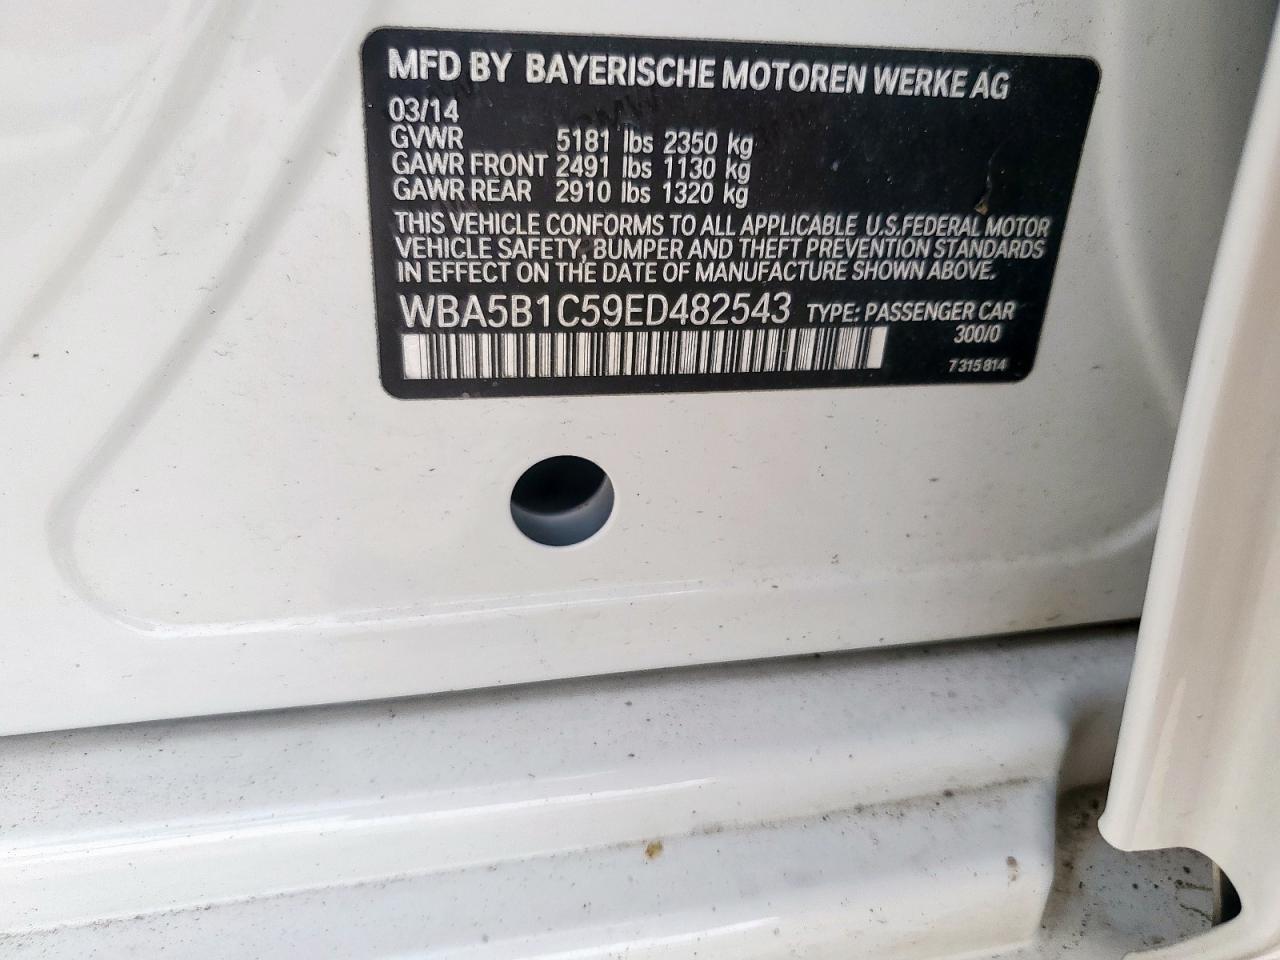 MFD BY BAYERISCHE MOTOREN WERKE AG
03/14
GVWR 5181 lbs 2350 kg
GAWR FRONT 2491 lbs 1130 kg
GAWR REAR 2910 lbs 1320 kg
THIS VEHICLE CONFORMS TO ALL APPLICABLE U.S.FEDERAL MOTOR
VEHICLE SAFETY, BUMPER AND THEFT PREVENTION STANDARDS
IN EFFECT ON THE DATE OF MANUFACTURE SHOWN ABOVE.
WBA5B1C59ED482543 TYPE: PASSENGER CAR
300/0
7 315 814